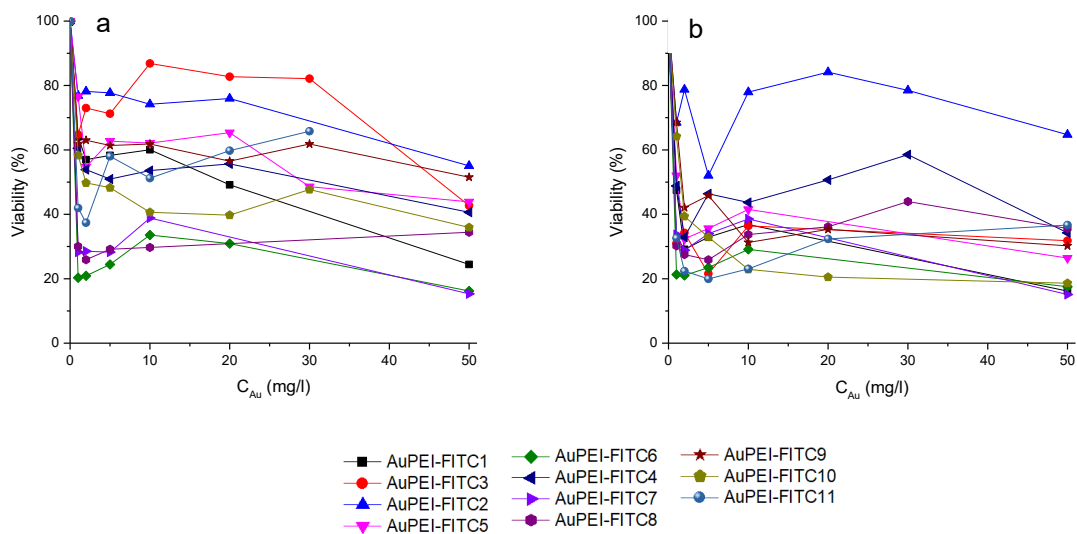 a
b
100
80
60
40
20
0
Viability (%)
0 10 20 30 40 50
C_Au (mg/l)
100
80
60
40
20
0
Viability (%)
0 10 20 30 40 50
C_Au (mg/l)
AuPEI-FITC1
AuPEI-FITC3
AuPEI-FITC2
AuPEI-FITC5
AuPEI-FITC6
AuPEI-FITC4
AuPEI-FITC7
AuPEI-FITC8
AuPEI-FITC9
AuPEI-FITC10
AuPEI-FITC11